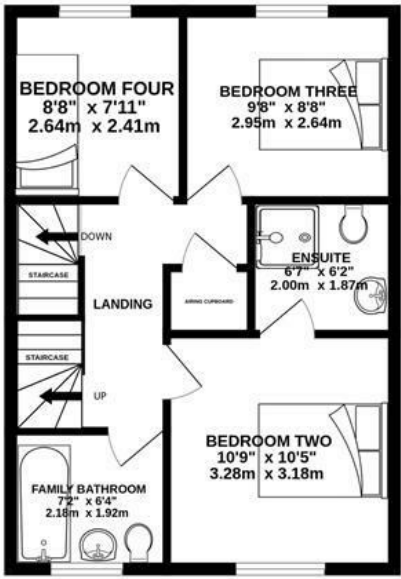 BEDROOM FOUR
8'8" x 7'11"
2.64m x 2.41m
BEDROOM THREE
9'8" x 8'8"
2.95m x 2.64m
DOWN
STAIRCASE
LANDING
AIRING CUPBOARD
ENSUITE
6'7" x 6'2"
2.00m x 1.87m
STAIRCASE
UP
BEDROOM TWO
10'9" x 10'5"
3.28m x 3.18m
FAMILY BATHROOM
7'2" x 6'4"
2.18m x 1.92m